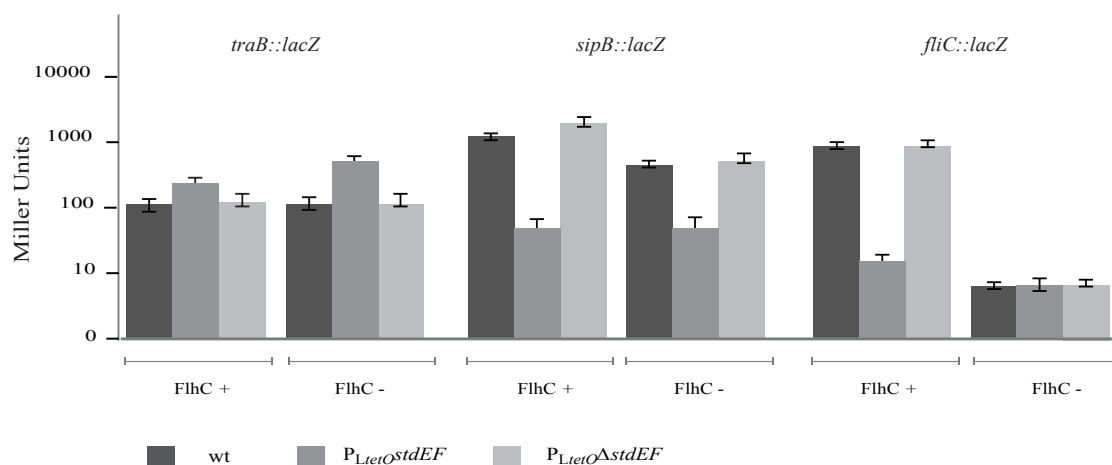 traB::lacZ sipB::lacZ fliC::lacZ
10000
1000
100
10
0
Miller Units
FlhC + FlhC - FlhC + FlhC - FlhC + FlhC -
wt PLtetOstdEF PLtetOΔstdEF